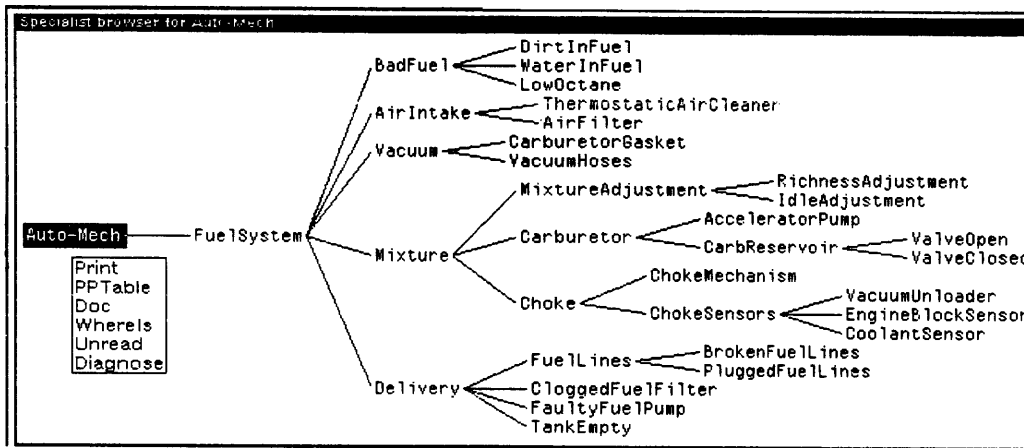 Specialist browser for Auto-Mech
DirtInFuel
BadFuel WaterInFuel
LowOctane
ThermostaticAirCleaner
AirIntake
AirFilter
CarburetorGasket
Vacuum
VacuumHoses
RichnessAdjustment
MixtureAdjustment
IdleAdjustment
AcceleratorPump
Auto-Mech FuelSystem Carburetor
ValveOpen
Mixture CarbReservoir
ValveClosed
Print
ChokeMechanism
PPTable
Doc
VacuumUnloader
Choke
WhereIs
ChokeSensors EngineBlockSensor
Unread
CoolantSensor
Diagnose
BrokenFuelLines
FuelLines
PluggedFuelLines
Delivery CloggedFuelFilter
FaultyFuelPump
TankEmpty